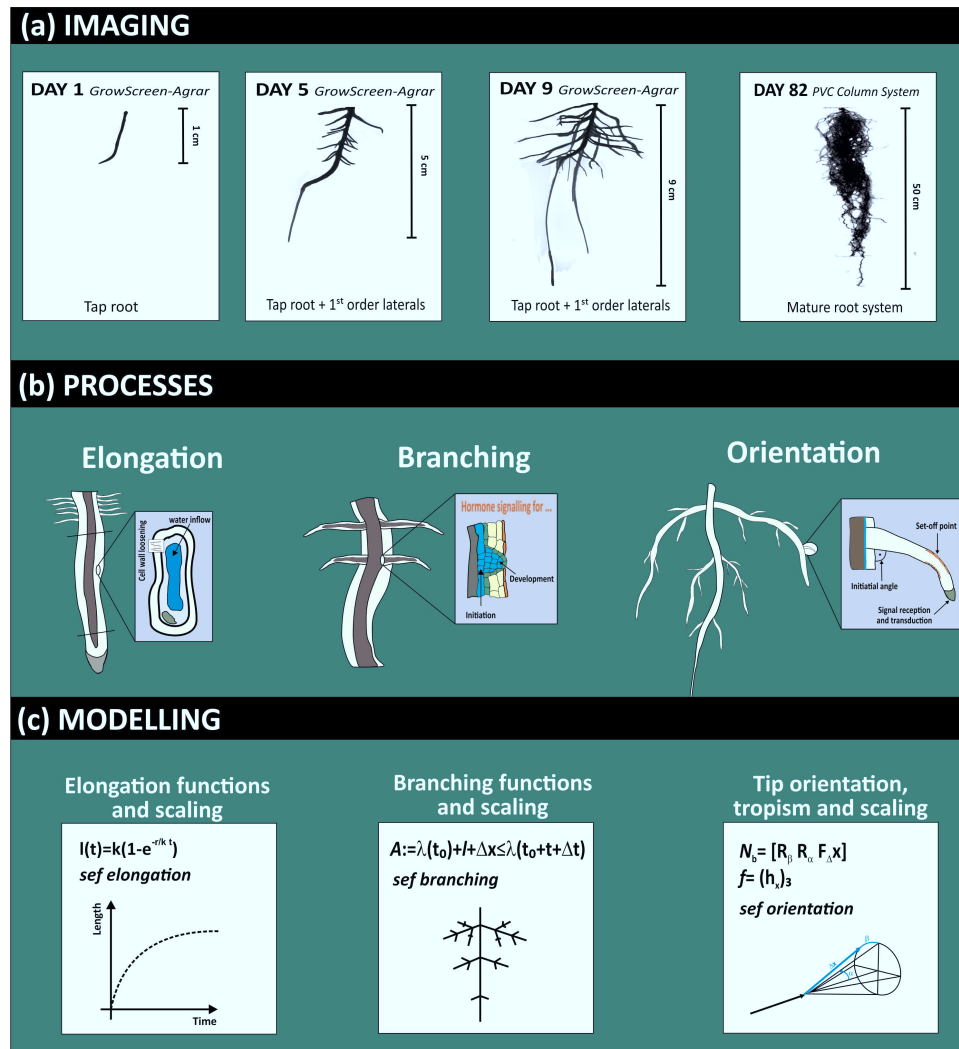 (a) IMAGING
DAY 1 GrowScreen-Agrar
1 cm
Tap root
DAY 5 GrowScreen-Agrar
5 cm
Tap root + 1st order laterals
DAY 9 GrowScreen-Agrar
9 cm
Tap root + 1st order laterals
DAY 82 PVC Column System
50 cm
Mature root system
(b) PROCESSES
Elongation
Cell wall loosening
water inflow
Branching
Hormone signalling for ...
Development
Initiation
Orientation
Set-off point
Initiatial angle
Signal reception
and transduction
(c) MODELLING
Elongation functions
and scaling
l(t)=k(1-e^-r/k t)
sef elongation
Length
Time
Branching functions
and scaling
A:=λ(t₀)+l+Δx≤λ(t₀+t+Δt)
sef branching
Tip orientation,
tropism and scaling
N_b= [R_β R_α F_Δx]
f= (h_x)₃
sef orientation
β
Δx
α